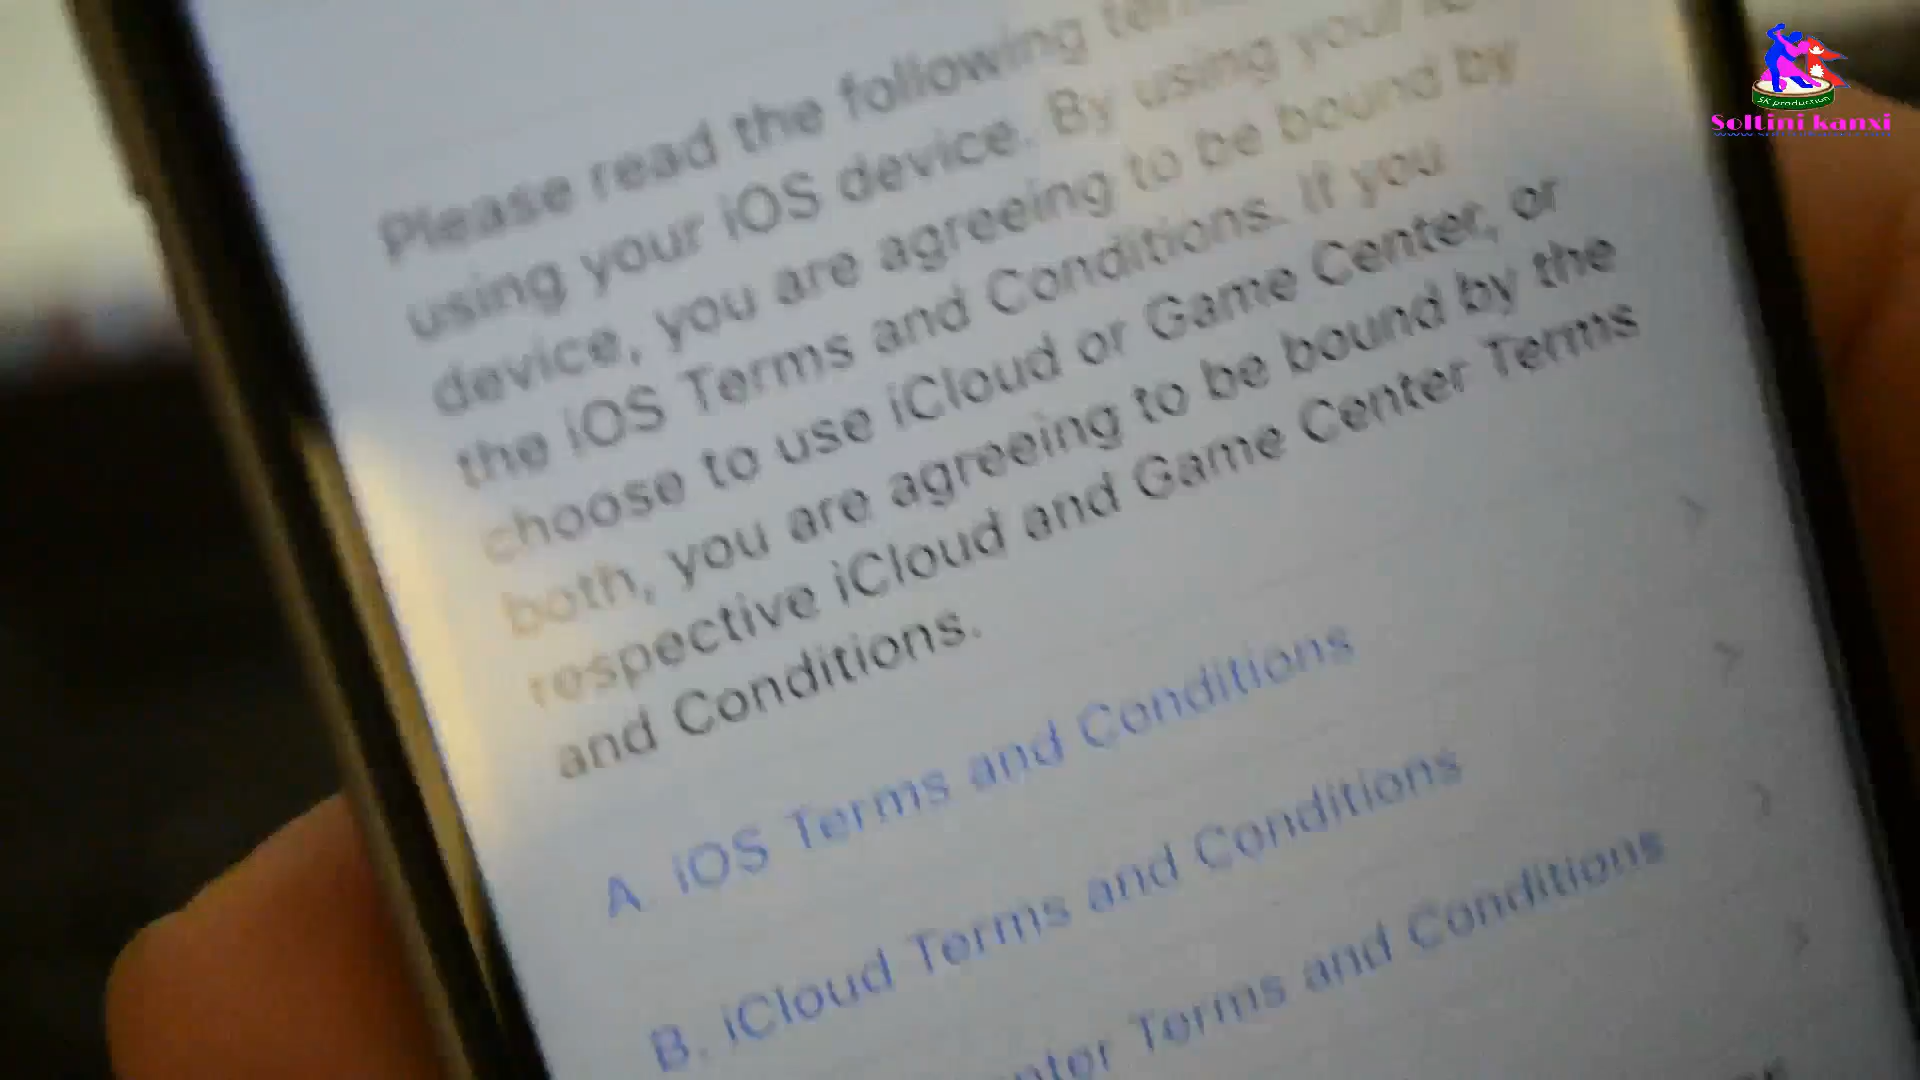 SK production
Soltini kanxi
Please read the following
using your iOS device. By using your
device, you are agreeing to be bound by
the iOS Terms and Conditions. If you
choose to use iCloud or Game Center, or
both, you are agreeing to be bound by the
respective iCloud and Game Center Terms
and Conditions.
A. iOS Terms and Conditions
B. iCloud Terms and Conditions
Terms and Conditions